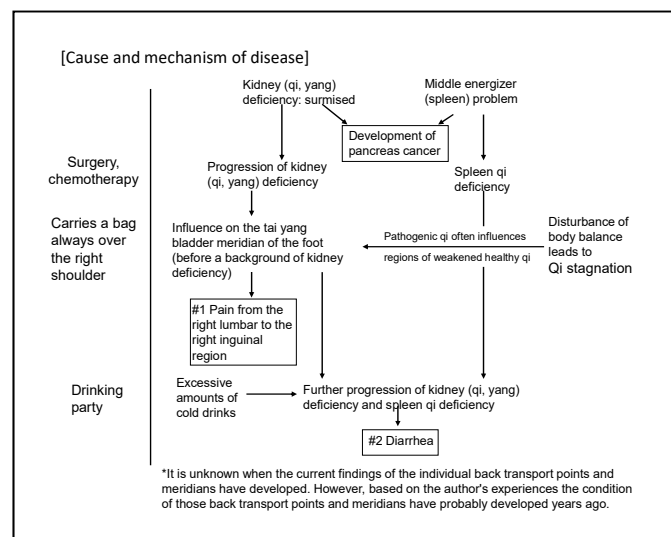 [Cause and mechanism of disease]
Kidney (qi, yang)
deficiency: surmised
Middle energizer
(spleen) problem
Development of
pancreas cancer
Surgery,
chemotherapy
Progression of kidney
(qi, yang) deficiency
Spleen qi
deficiency
Carries a bag
always over
the right
shoulder
Influence on the tai yang
bladder meridian of the foot
(before a background of kidney
deficiency)
Pathogenic qi often influences
regions of weakened healthy qi
Disturbance of
body balance
leads to
Qi stagnation
#1 Pain from the
right lumbar to the
right inguinal
region
Drinking
party
Excessive
amounts of
cold drinks
Further progression of kidney (qi, yang)
deficiency and spleen qi deficiency
#2 Diarrhea
*It is unknown when the current findings of the individual back transport points and
meridians have developed. However, based on the author's experiences the condition
of those back transport points and meridians have probably developed years ago.